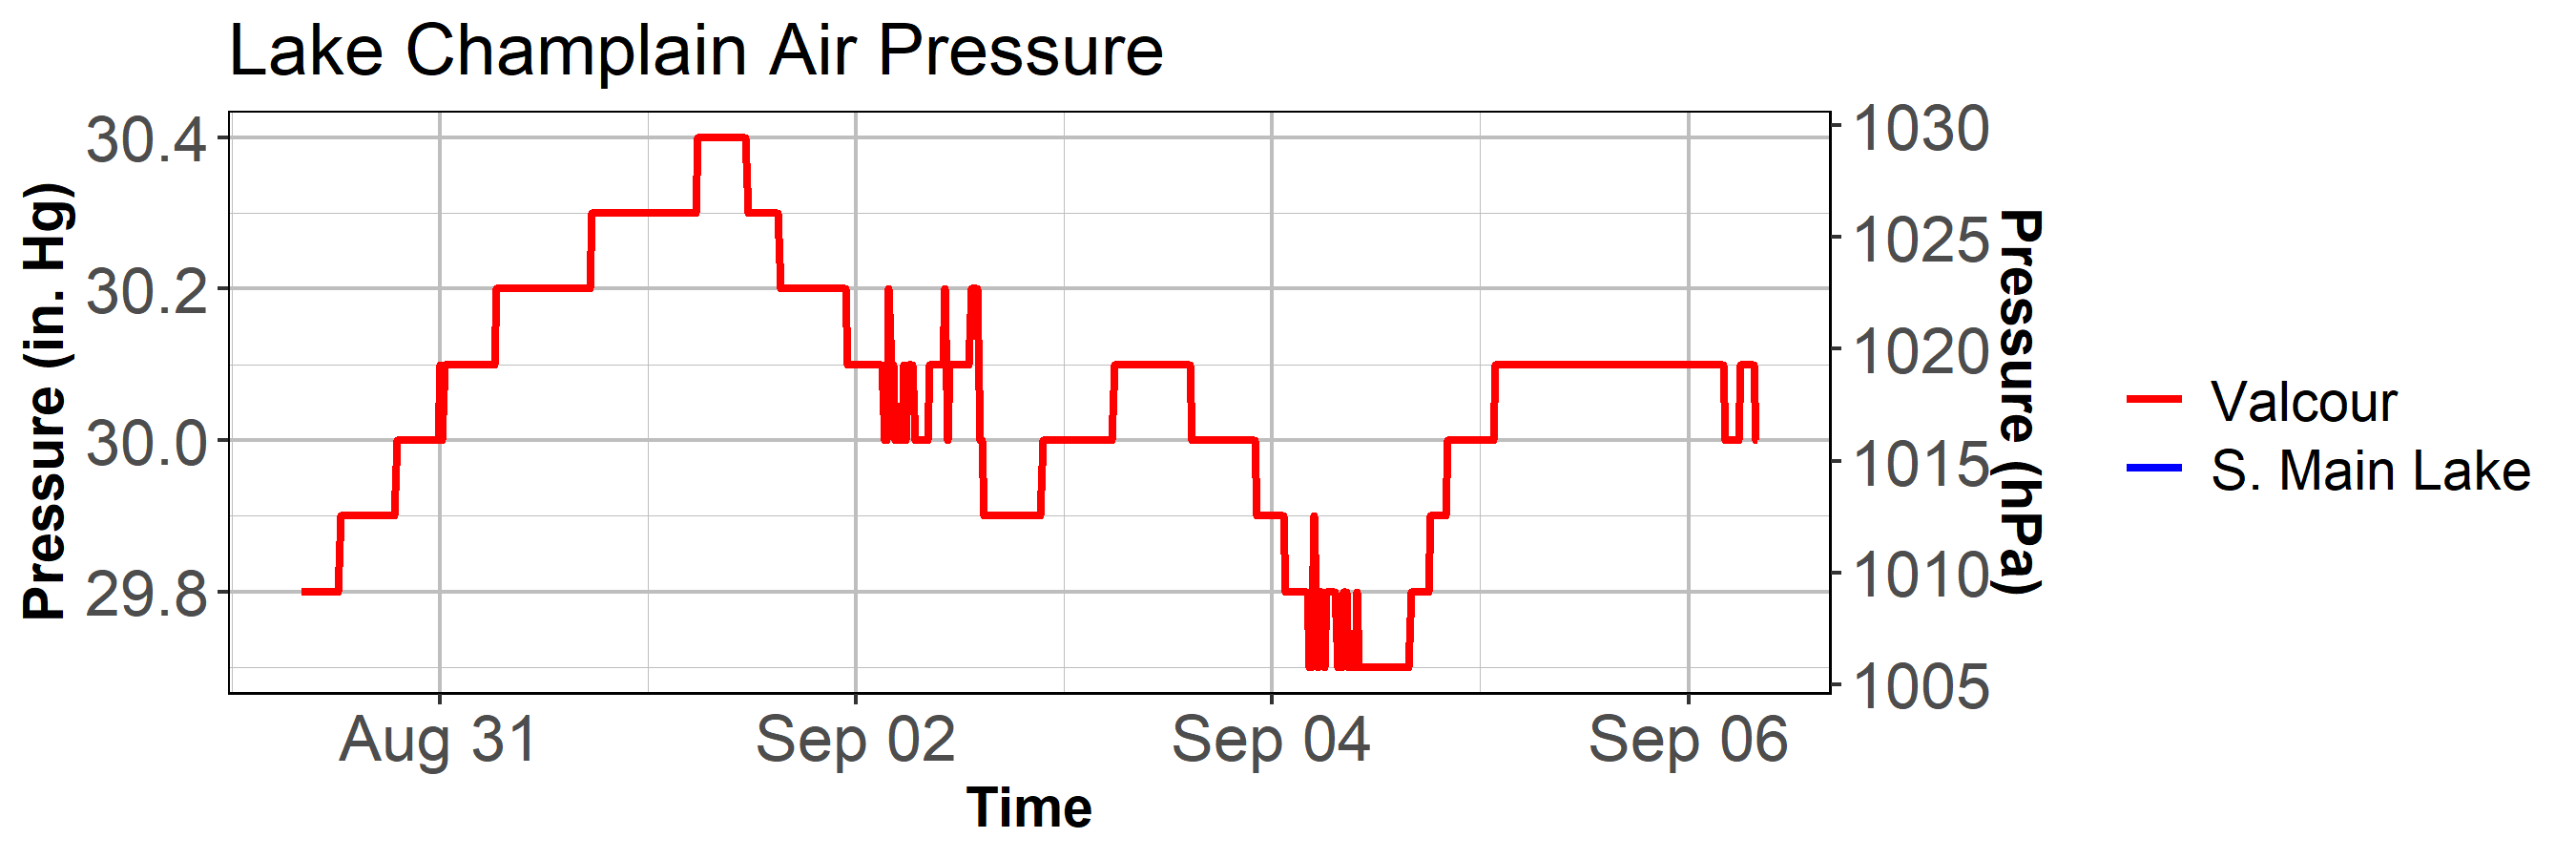 Lake Champlain Air Pressure
Pressure (in. Hg)
30.4
30.2
30.0
29.8
1030
1025
1020
1015
1010
1005
Pressure (hPa)
Aug 31
Sep 02
Sep 04
Sep 06
Time
Valcour
S. Main Lake